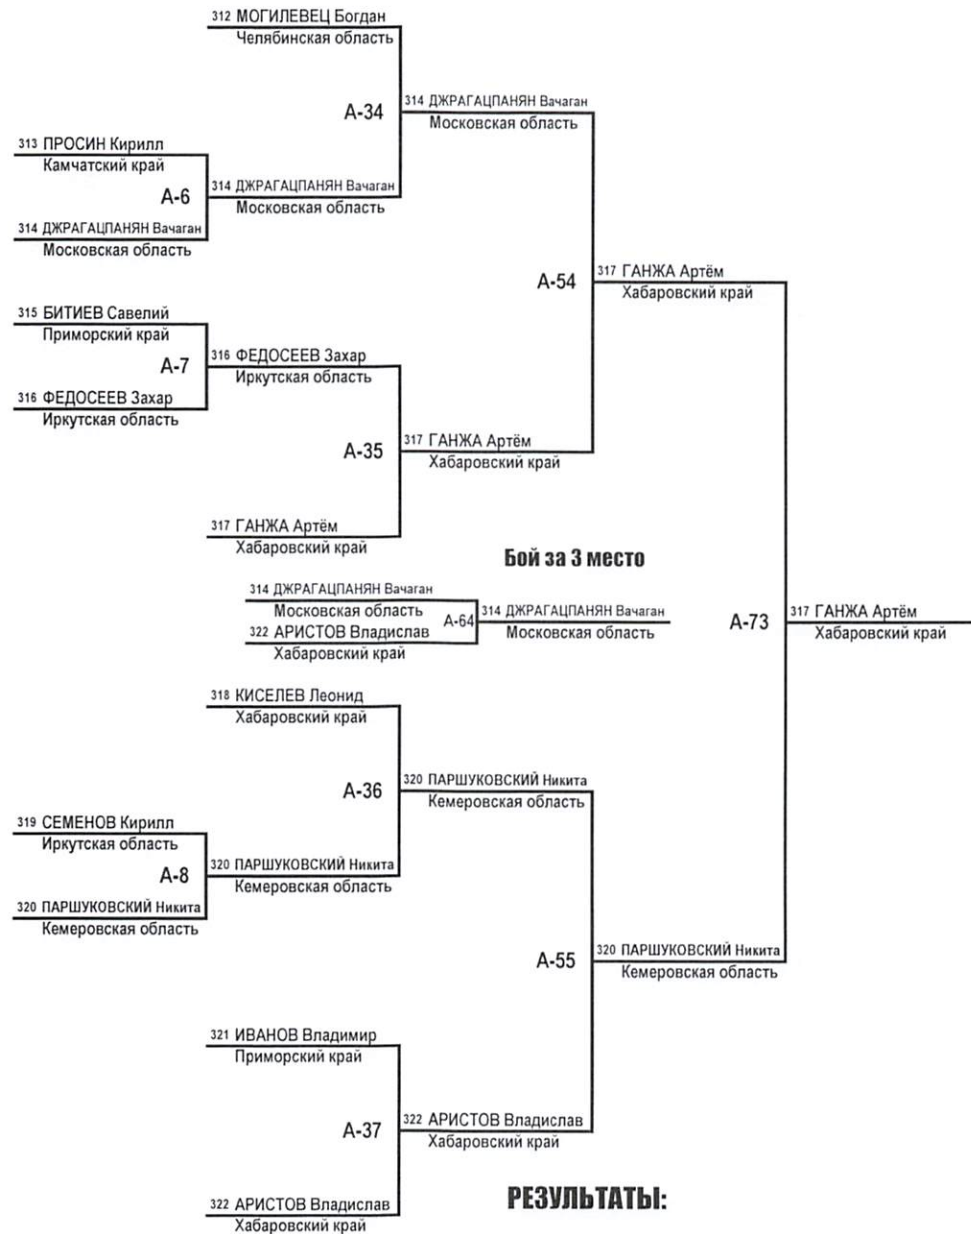 312 МОГИЛЕВЕЦ Богдан
Челябинская область
А-34
314 ДЖРАГАЦПАНЯН Вачаган
Московская область
313 ПРОСИН Кирилл
Камчатский край
А-6
314 ДЖРАГАЦПАНЯН Вачаган
Московская область
314 ДЖРАГАЦПАНЯН Вачаган
Московская область
А-54
317 ГАНЖА Артём
Хабаровский край
315 БИТИЕВ Савелий
Приморский край
А-7
316 ФЕДОСЕЕВ Захар
Иркутская область
316 ФЕДОСЕЕВ Захар
Иркутская область
А-35
317 ГАНЖА Артём
Хабаровский край
317 ГАНЖА Артём
Хабаровский край
Бой за 3 место
314 ДЖРАГАЦПАНЯН Вачаган
Московская область
А-64
314 ДЖРАГАЦПАНЯН Вачаган
Московская область
322 АРИСТОВ Владислав
Хабаровский край
А-73
317 ГАНЖА Артём
Хабаровский край
318 КИСЕЛЕВ Леонид
Хабаровский край
А-36
320 ПАРШУКОВСКИЙ Никита
Кемеровская область
319 СЕМЕНОВ Кирилл
Иркутская область
А-8
320 ПАРШУКОВСКИЙ Никита
Кемеровская область
320 ПАРШУКОВСКИЙ Никита
Кемеровская область
А-55
320 ПАРШУКОВСКИЙ Никита
Кемеровская область
321 ИВАНОВ Владимир
Приморский край
А-37
322 АРИСТОВ Владислав
Хабаровский край
322 АРИСТОВ Владислав
Хабаровский край
РЕЗУЛЬТАТЫ: